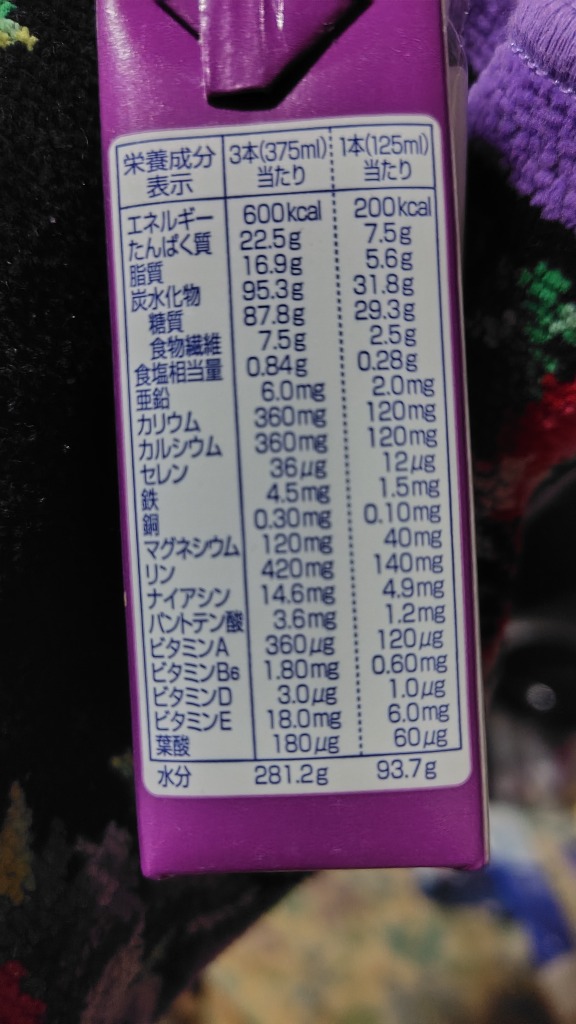 栄養成分表示 3本(375ml)当たり 1本(125ml)当たり
エネルギー 600kcal 200kcal
たんぱく質 22.5g 7.5g
脂質 16.9g 5.6g
炭水化物 95.3g 31.8g
糖質 87.8g 29.3g
食物繊維 7.5g 2.5g
食塩相当量 0.84g 0.28g
亜鉛 6.0mg 2.0mg
カリウム 360mg 120mg
カルシウム 360mg 120mg
セレン 36μg 12μg
鉄 4.5mg 1.5mg
銅 0.30mg 0.10mg
マグネシウム 120mg 40mg
リン 420mg 140mg
ナイアシン 14.6mg 4.9mg
パントテン酸 3.6mg 1.2mg
ビタミンA 360μg 120μg
ビタミンB6 1.80mg 0.60mg
ビタミンD 3.0μg 1.0μg
ビタミンE 18.0mg 6.0mg
葉酸 180μg 60μg
水分 281.2g 93.7g